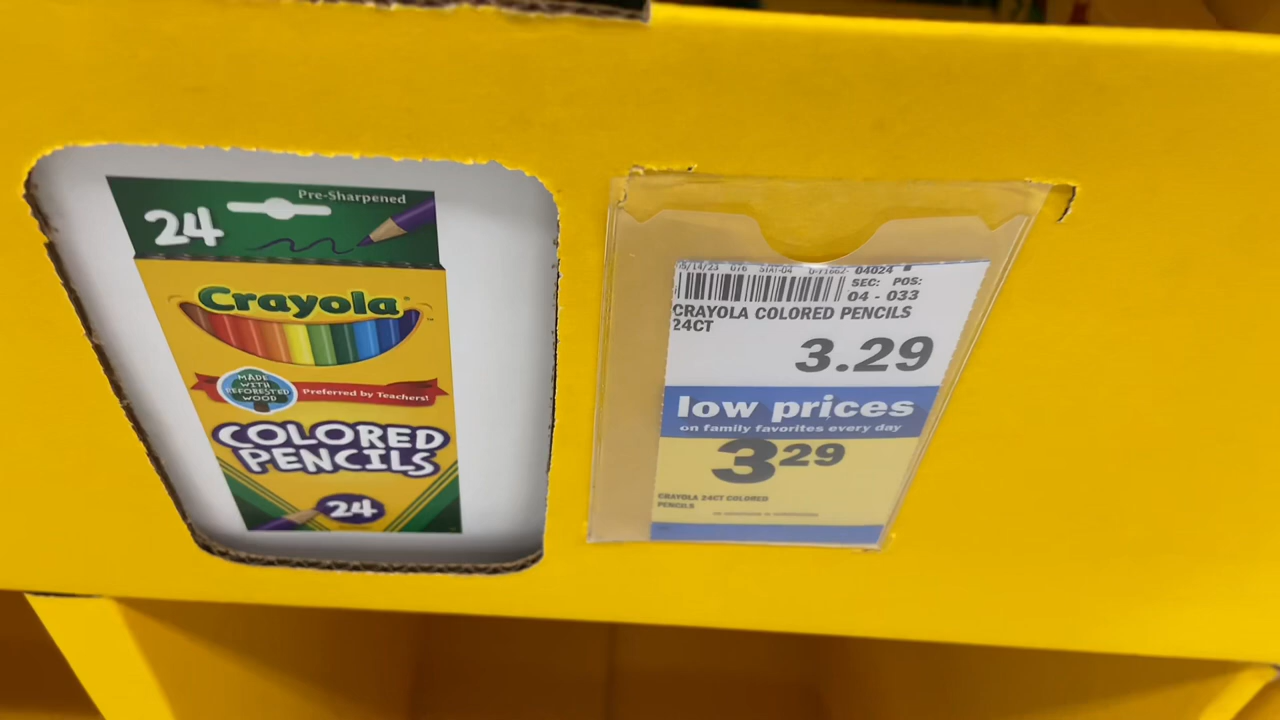 Pre-Sharpened
24
Crayola
MADE
WITH
REFORESTED
WOOD
Preferred by Teachers!
COLORED
PENCILS
24
04024
SEC: POS:
04 - 033
CRAYOLA COLORED PENCILS
24CT
3.29
low prices
on family favorites every day
3 29
CRAYOLA 24CT COLORED
PENCILS